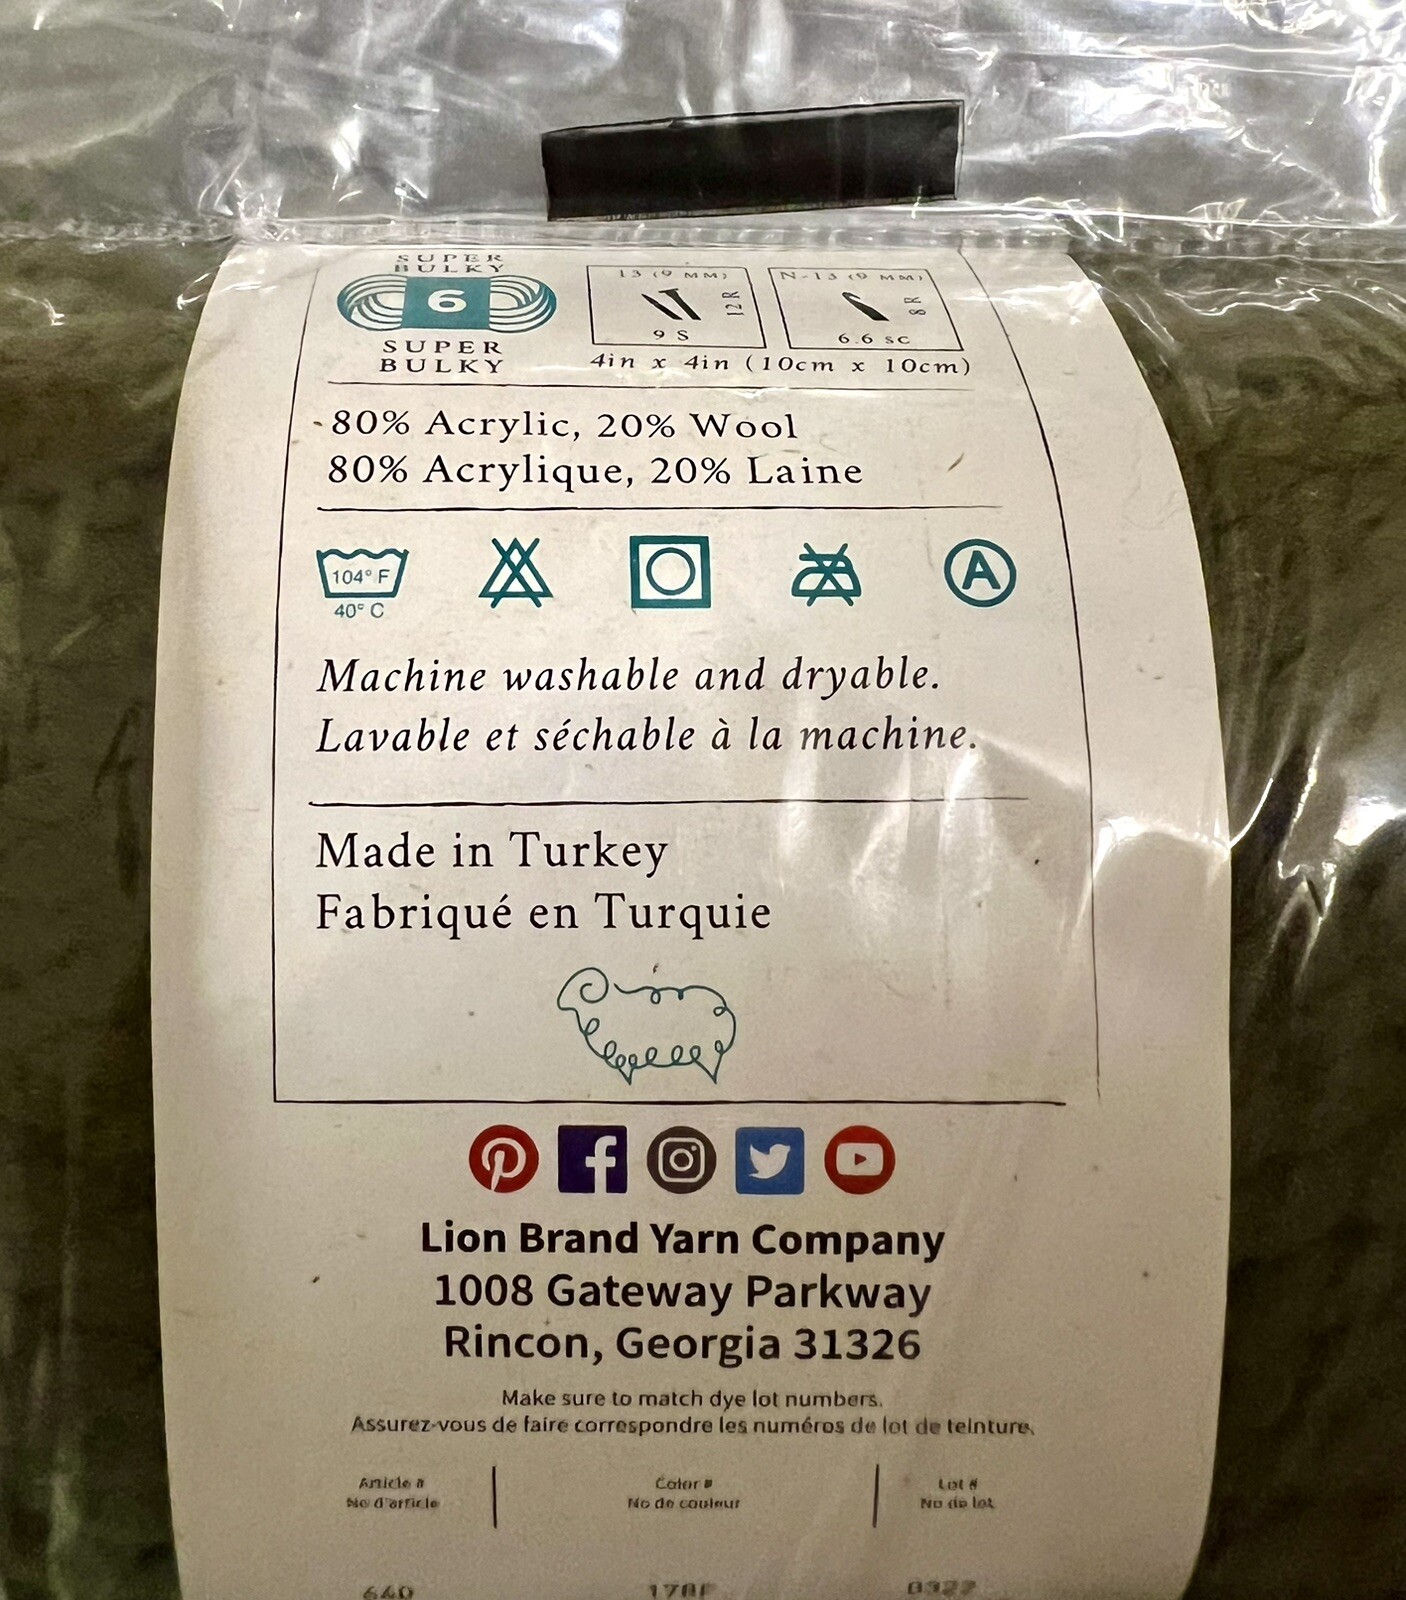 SUPER
BULKY
6
SUPER
BULKY
13 (9 MM)
12 R
9 S
N-13 (9 MM)
8 R
6.6 sc
4in x 4in (10cm x 10cm)
80% Acrylic, 20% Wool
80% Acrylique, 20% Laine
104° F
40° C
A
Machine washable and dryable.
Lavable et séchable à la machine.
Made in Turkey
Fabriqué en Turquie
Lion Brand Yarn Company
1008 Gateway Parkway
Rincon, Georgia 31326
Make sure to match dye lot numbers.
Assurez-vous de faire correspondre les numéros de lot de teinture.
Article # Color # Lot #
No d'article No de couleur No de lot
640